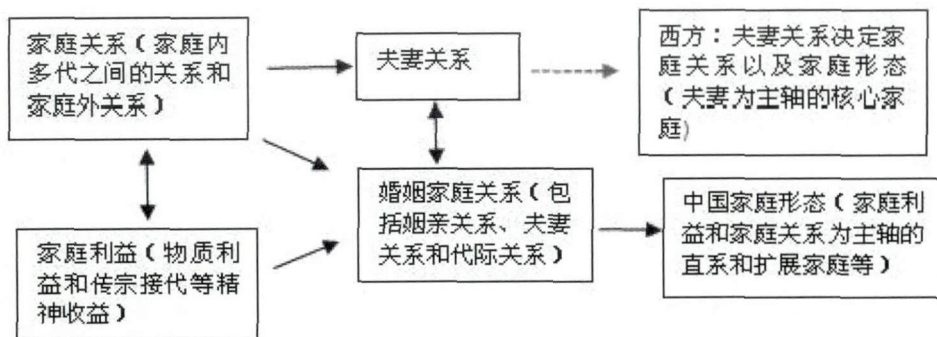 家庭关系（家庭内
多代之间的关系和
家庭外关系）
夫妻关系
西方：夫妻关系决定家
庭关系以及家庭形态
（夫妻为主轴的核心家
庭)
家庭利益（物质利
益和传宗接代等精
神收益）
婚姻家庭关系（包
括姻亲关系、夫妻
关系和代际关系）
中国家庭形态（家庭利
益和家庭关系为主轴的
直系和扩展家庭等）